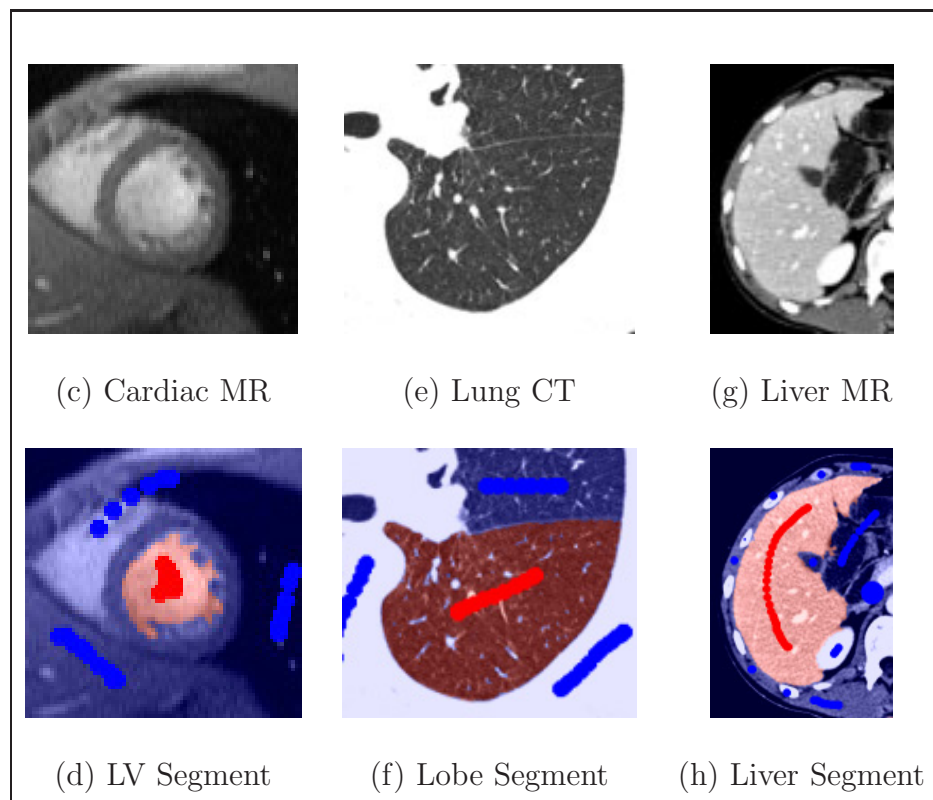 (c) Cardiac MR
(e) Lung CT
(g) Liver MR
(d) LV Segment
(f) Lobe Segment
(h) Liver Segment